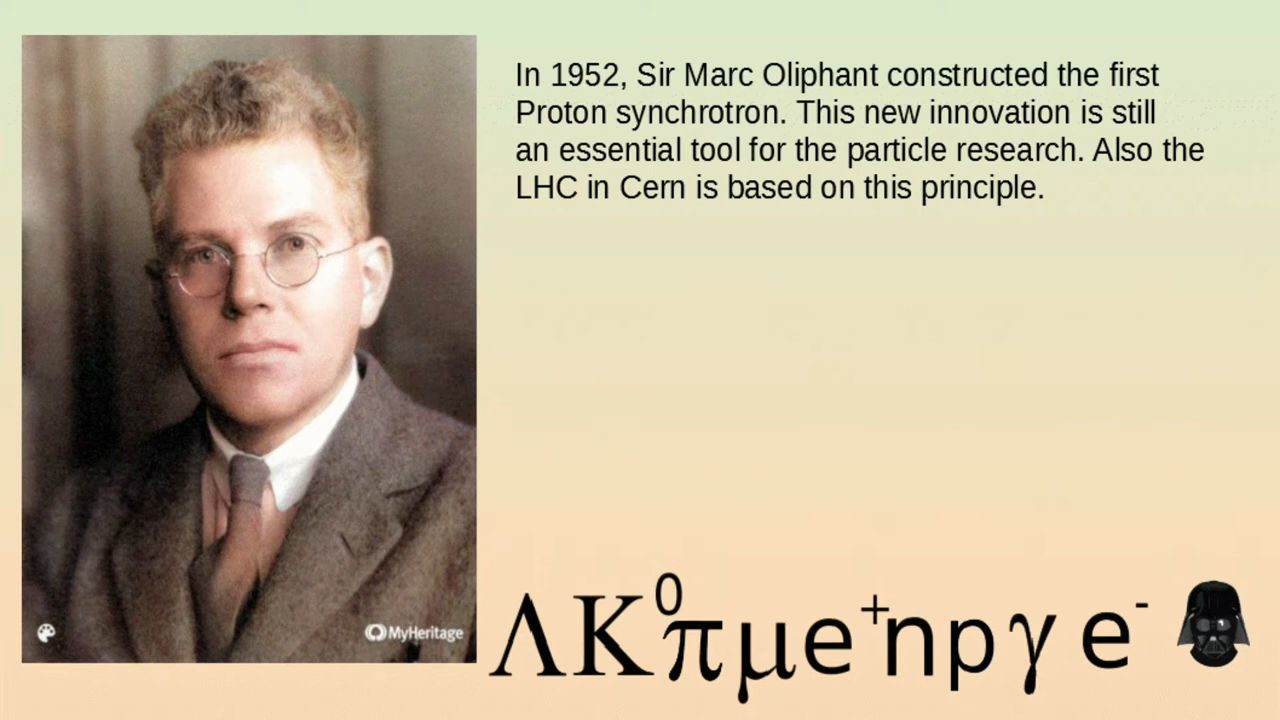 In 1952, Sir Marc Oliphant constructed the first
Proton synchrotron. This new innovation is still
an essential tool for the particle research. Also the
LHC in Cern is based on this principle.
MyHeritage
ΛK⁰πμe⁺npγ e⁻